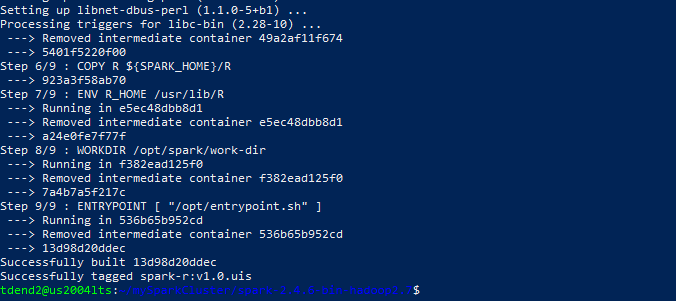 Setting up libnet-dbus-perl (1.1.0-5+b1) ...
Processing triggers for libc-bin (2.28-10) ...
 ---> Removed intermediate container 49a2af11f674
 ---> 5401f5220f00
Step 6/9 : COPY R ${SPARK_HOME}/R
 ---> 923a3f58ab70
Step 7/9 : ENV R_HOME /usr/lib/R
 ---> Running in e5ec48dbb8d1
 ---> Removed intermediate container e5ec48dbb8d1
 ---> a24e0fe7f77f
Step 8/9 : WORKDIR /opt/spark/work-dir
 ---> Running in f382ead125f0
 ---> Removed intermediate container f382ead125f0
 ---> 7a4b7a5f217c
Step 9/9 : ENTRYPOINT [ "/opt/entrypoint.sh" ]
 ---> Running in 536b65b952cd
 ---> Removed intermediate container 536b65b952cd
 ---> 13d98d20ddec
Successfully built 13d98d20ddec
Successfully tagged spark-r:v1.0.uis
tdend2@us2004lts:$